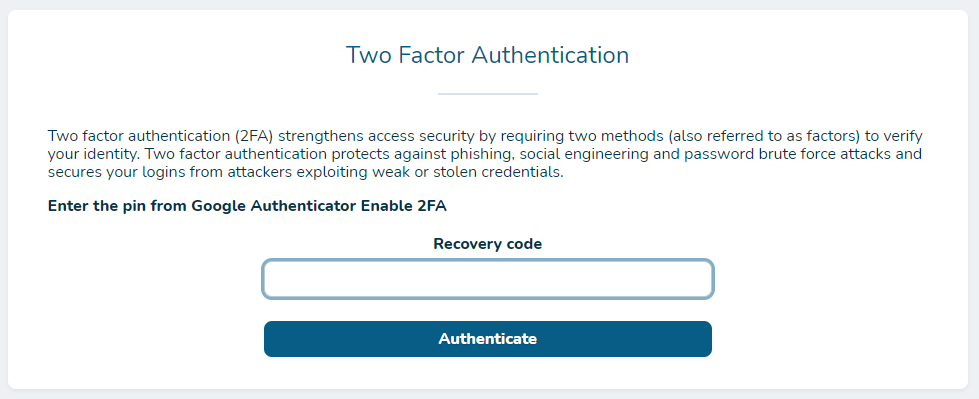 Two Factor Authentication
Two factor authentication (2FA) strengthens access security by requiring two methods (also referred to as factors) to verify
your identity. Two factor authentication protects against phishing, social engineering and password brute force attacks and
secures your logins from attackers exploiting weak or stolen credentials.
Enter the pin from Google Authenticator Enable 2FA
Recovery code
Authenticate